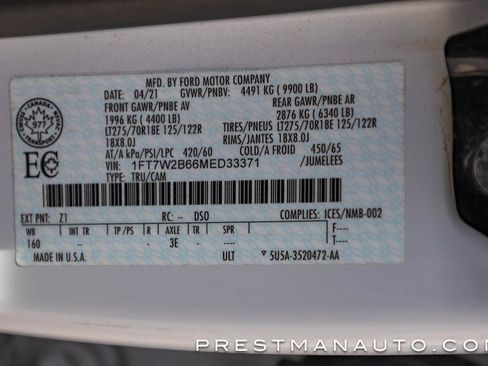 MFD. BY FORD MOTOR COMPANY
04/21 GVWR/PNBV: 4491 KG ( 9900 LB)
FRONT GAWR/PNBE AV REAR GAWR/PNBE AR
1996 KG ( 4400 LB) 2876 KG ( 6340 LB)
LT275/70R18E 125/122R TIRES/PNEUS LT275/70R18E 125/122R
18X8.0J RIMS/JANTES 18X8.0J
AT/A kPa/PSI/LPC 420/60 COLD/A FROID 450/65
VIN: 1FT7W2B66MED33371 /JUMELEES
TYPE: TRU/CAM
CANADA
977
EC
EXT PNT: Z1 RC: -- DSO COMPLIES: ICES/NMB-002
WB INT TR TP/PS R AXLE TR SPR F----
160 3E T----
MADE IN U.S.A. ULT 5U5A-3520472-AA
PRESTMANAUTO.COM